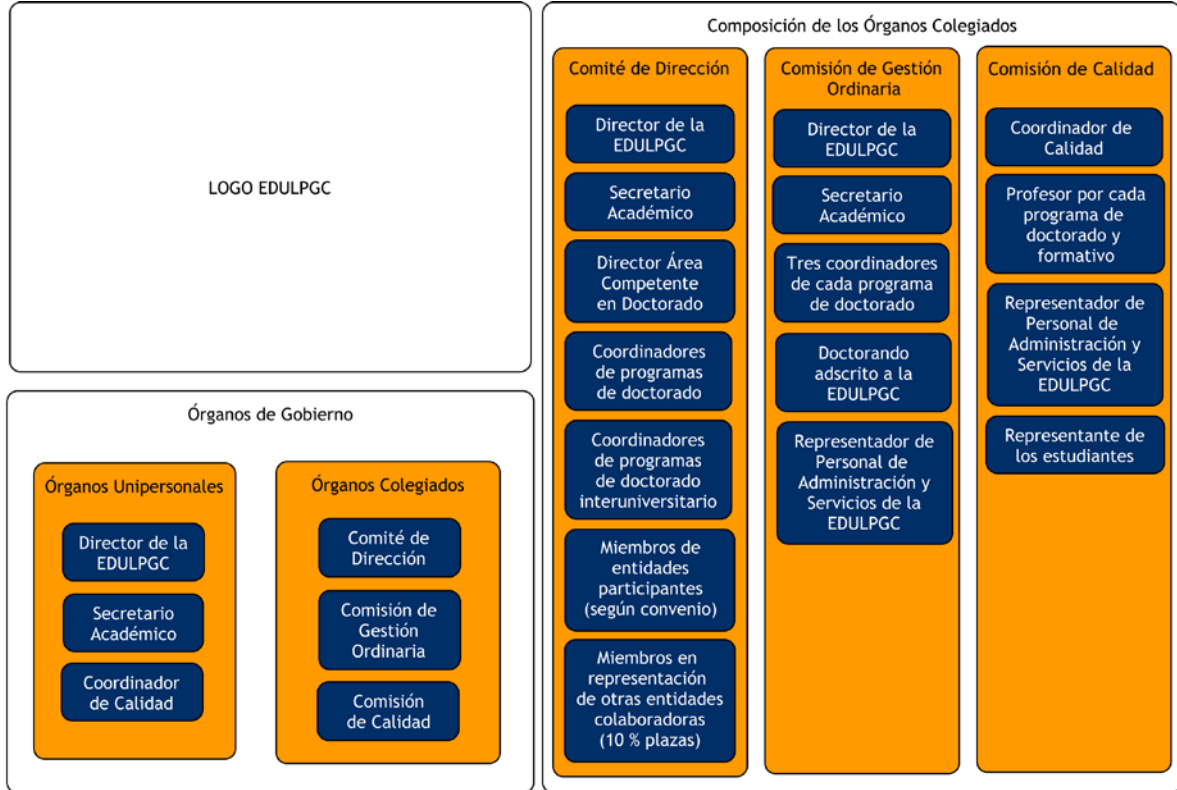 LOGO EDULPGC
Órganos de Gobierno
Órganos Unipersonales
Director de la
EDULPGC
Secretario
Académico
Coordinador
de Calidad
Órganos Colegiados
Comité de
Dirección
Comisión de
Gestión
Ordinaria
Comisión
de Calidad
Composición de los Órganos Colegiados
Comité de Dirección
Director de la
EDULPGC
Secretario
Académico
Director Área
Competente
en Doctorado
Coordinadores
de programas
de doctorado
Coordinadores
de programas
de doctorado
interuniversitario
Miembros de
entidades
participantes
(según convenio)
Miembros en
representación
de otras entidades
colaboradoras
(10 % plazas)
Comisión de Gestión
Ordinaria
Director de la
EDULPGC
Secretario
Académico
Tres coordinadores
de cada programa
de doctorado
Doctorando
adscrito a la
EDULPGC
Representador de
Personal de
Administración y
Servicios de la
EDULPGC
Comisión de Calidad
Coordinador de
Calidad
Profesor por cada
programa de
doctorado y
formativo
Representador de
Personal de
Administración y
Servicios de la
EDULPGC
Representante de
los estudiantes